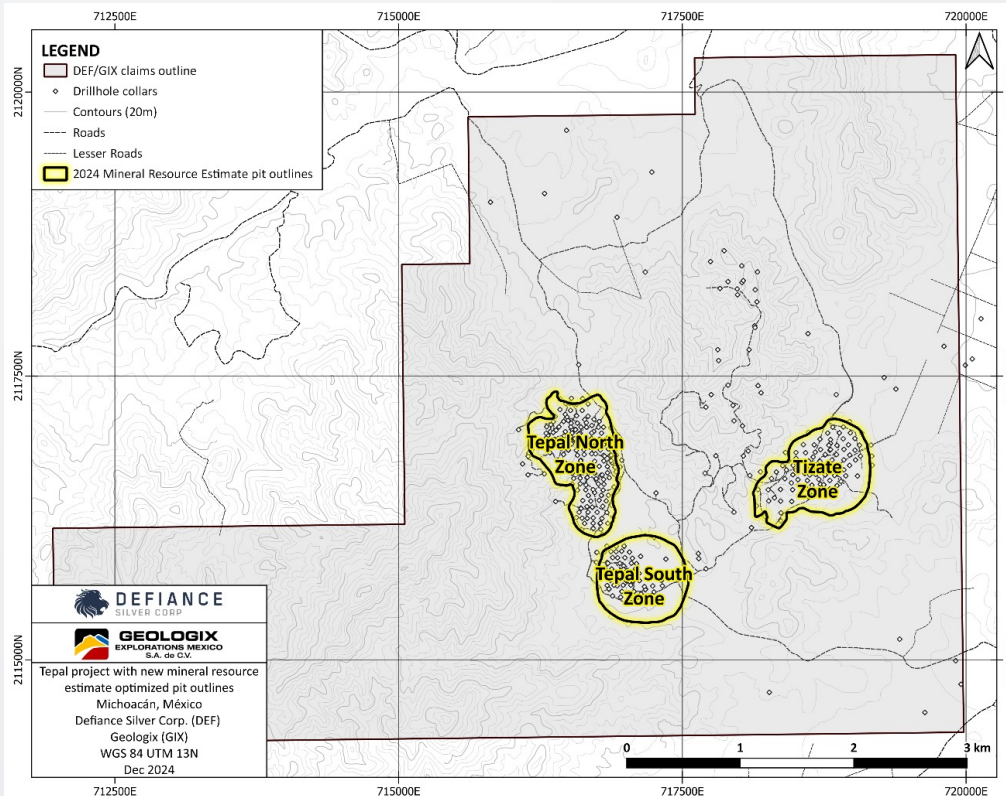 712500E
715000E
717500E
720000E
LEGEND
DEF/GIX claims outline
Drillhole collars
Contours (20m)
Roads
Lesser Roads
2024 Mineral Resource Estimate pit outlines
2120000N
2117500N
2115000N
Tepal North
Zone
Tizate
Zone
Tepal South
Zone
DEFIANCE
SILVER CORP
GEOLOGIX
EXPLORATIONS MEXICO
S.A. de C.V.
Tepal project with new mineral resource
estimate optimized pit outlines
Michoacán, México
Defiance Silver Corp. (DEF)
Geologix (GIX)
WGS 84 UTM 13N
Dec 2024
0 1 2 3 km
712500E
715000E
717500E
720000E